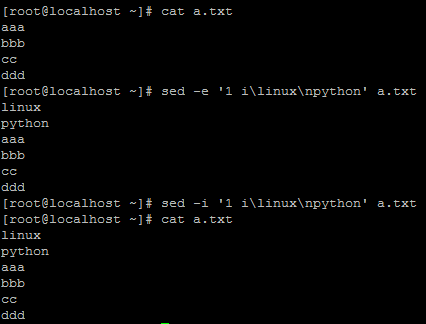 [root@localhost ~]# cat a.txt
aaa
bbb
cc
ddd
[root@localhost ~]# sed -e '1 i\linux\npython' a.txt
linux
python
aaa
bbb
cc
ddd
[root@localhost ~]# sed -i '1 i\linux\npython' a.txt
[root@localhost ~]# cat a.txt
linux
python
aaa
bbb
cc
ddd